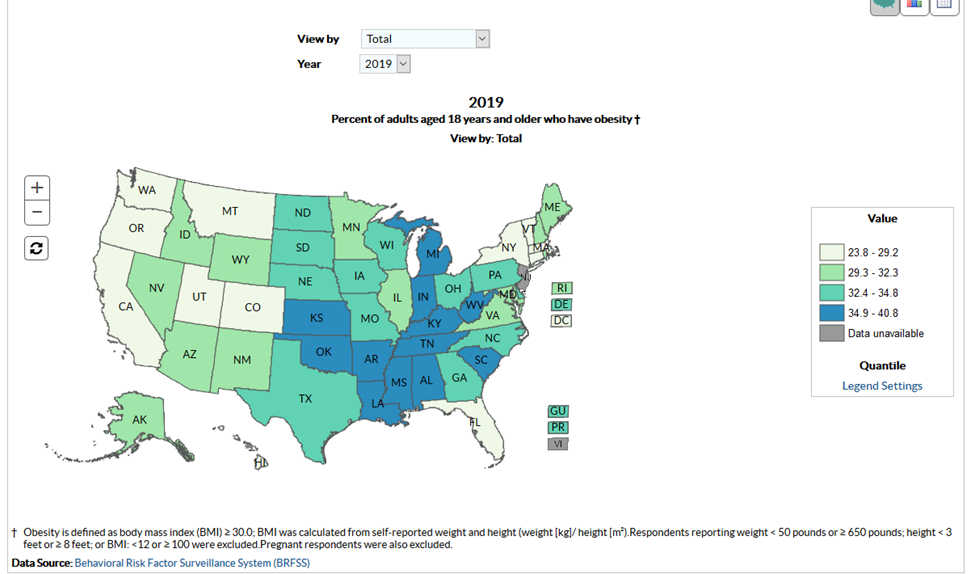 View by Total
Year 2019
2019
Percent of adults aged 18 years and older who have obesity †
View by: Total
+
−
WA
MT
ND
MN
ME
OR
ID
SD
WI
MI
NY
VT
MA
WY
IA
PA
NJ
NV
UT
NE
IL
IN
OH
MD
CA
CO
KS
MO
KY
WV
VA
AZ
NM
OK
AR
TN
NC
SC
TX
LA
MS
AL
GA
FL
AK
HI
RI
DE
DC
GU
PR
VI
Value
23.8 - 29.2
29.3 - 32.3
32.4 - 34.8
34.9 - 40.8
Data unavailable
Quantile
Legend Settings
† Obesity is defined as body mass index (BMI) ≥ 30.0; BMI was calculated from self-reported weight and height (weight [kg]/ height [m²).Respondents reporting weight < 50 pounds or ≥ 650 pounds; height < 3
feet or ≥ 8 feet; or BMI: <12 or ≥ 100 were excluded.Pregnant respondents were also excluded.
Data Source: Behavioral Risk Factor Surveillance System (BRFSS)